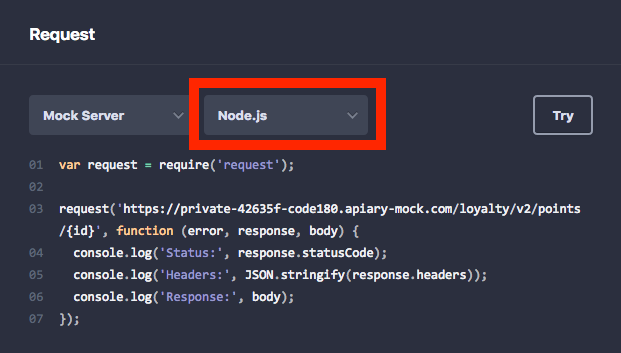 Request
Mock Server Node.js Try
01 var request = require('request');
02
03 request('https://private-42635f-code180.apiary-mock.com/loyalty/v2/points
/{id}', function (error, response, body) {
04 console.log('Status:', response.statusCode);
05 console.log('Headers:', JSON.stringify(response.headers));
06 console.log('Response:', body);
07 });